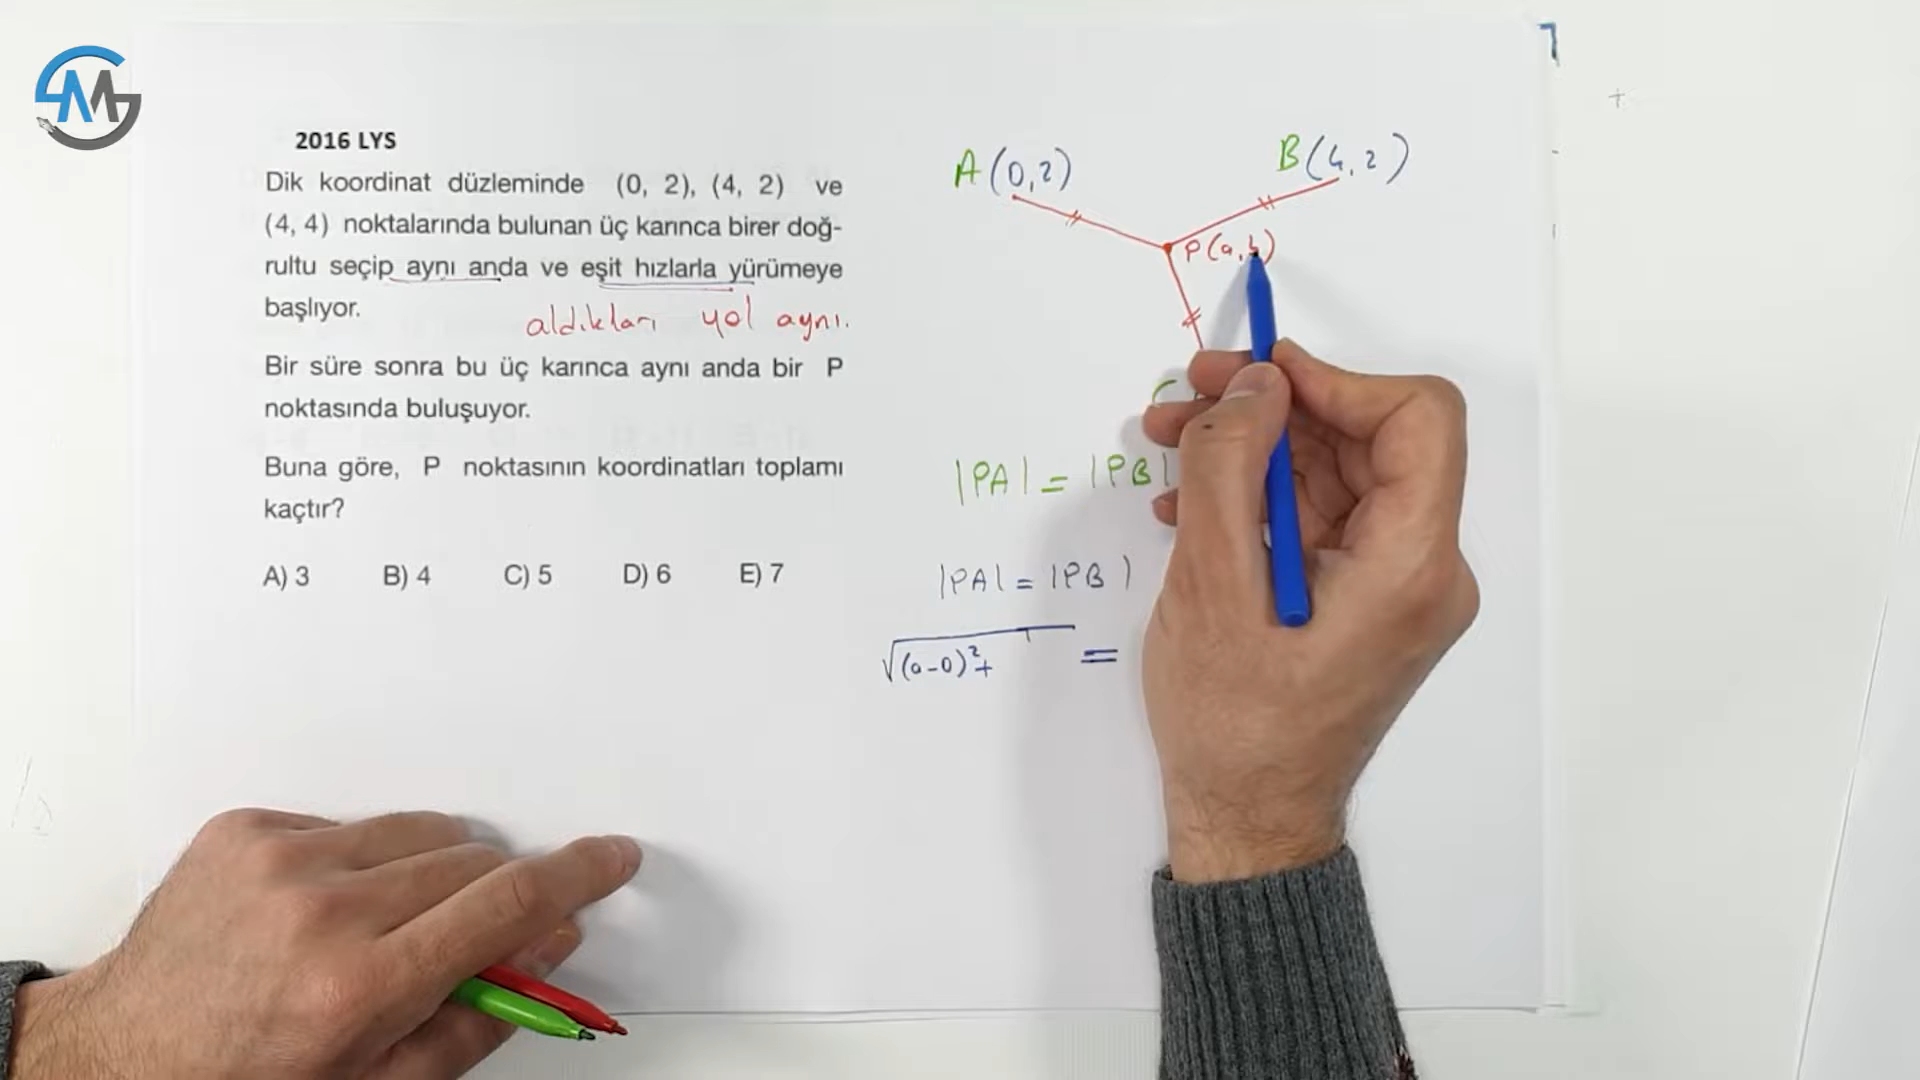 2016 LYS
Dik koordinat düzleminde (0, 2), (4, 2) ve
(4, 4) noktalarında bulunan üç karınca birer doğ-
rultu seçip aynı anda ve eşit hızlarla yürümeye
başlıyor.
aldıkları yol aynı.
Bir süre sonra bu üç karınca aynı anda bir P
noktasında buluşuyor.
Buna göre, P noktasının koordinatları toplamı
kaçtır?
A) 3 B) 4 C) 5 D) 6 E) 7
A(0,2) B(4,2)
P(a,b)
C
|PA| = |PB|
|PA| = |PB|
√(a-0)²+ =